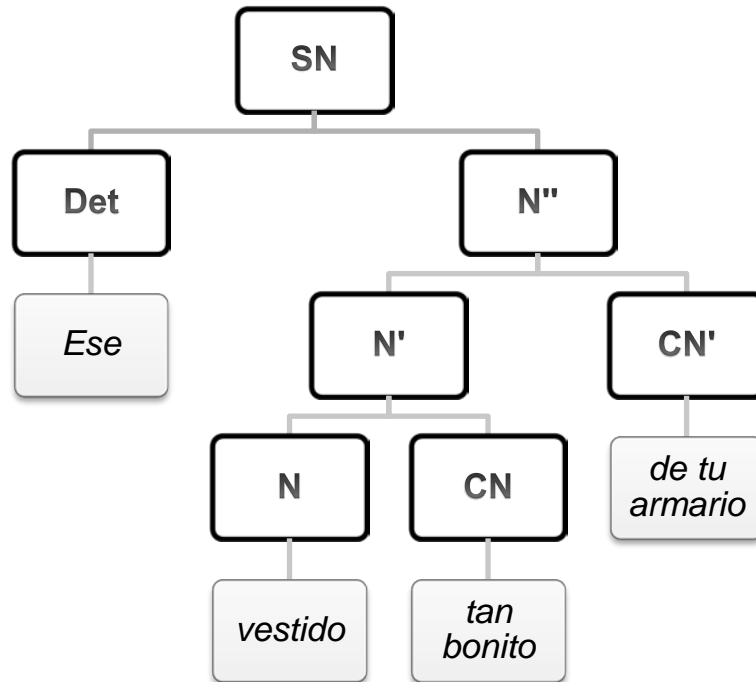 SN
Det
N"
Ese
N'
CN'
N
CN
de tu
armario
vestido
tan
bonito